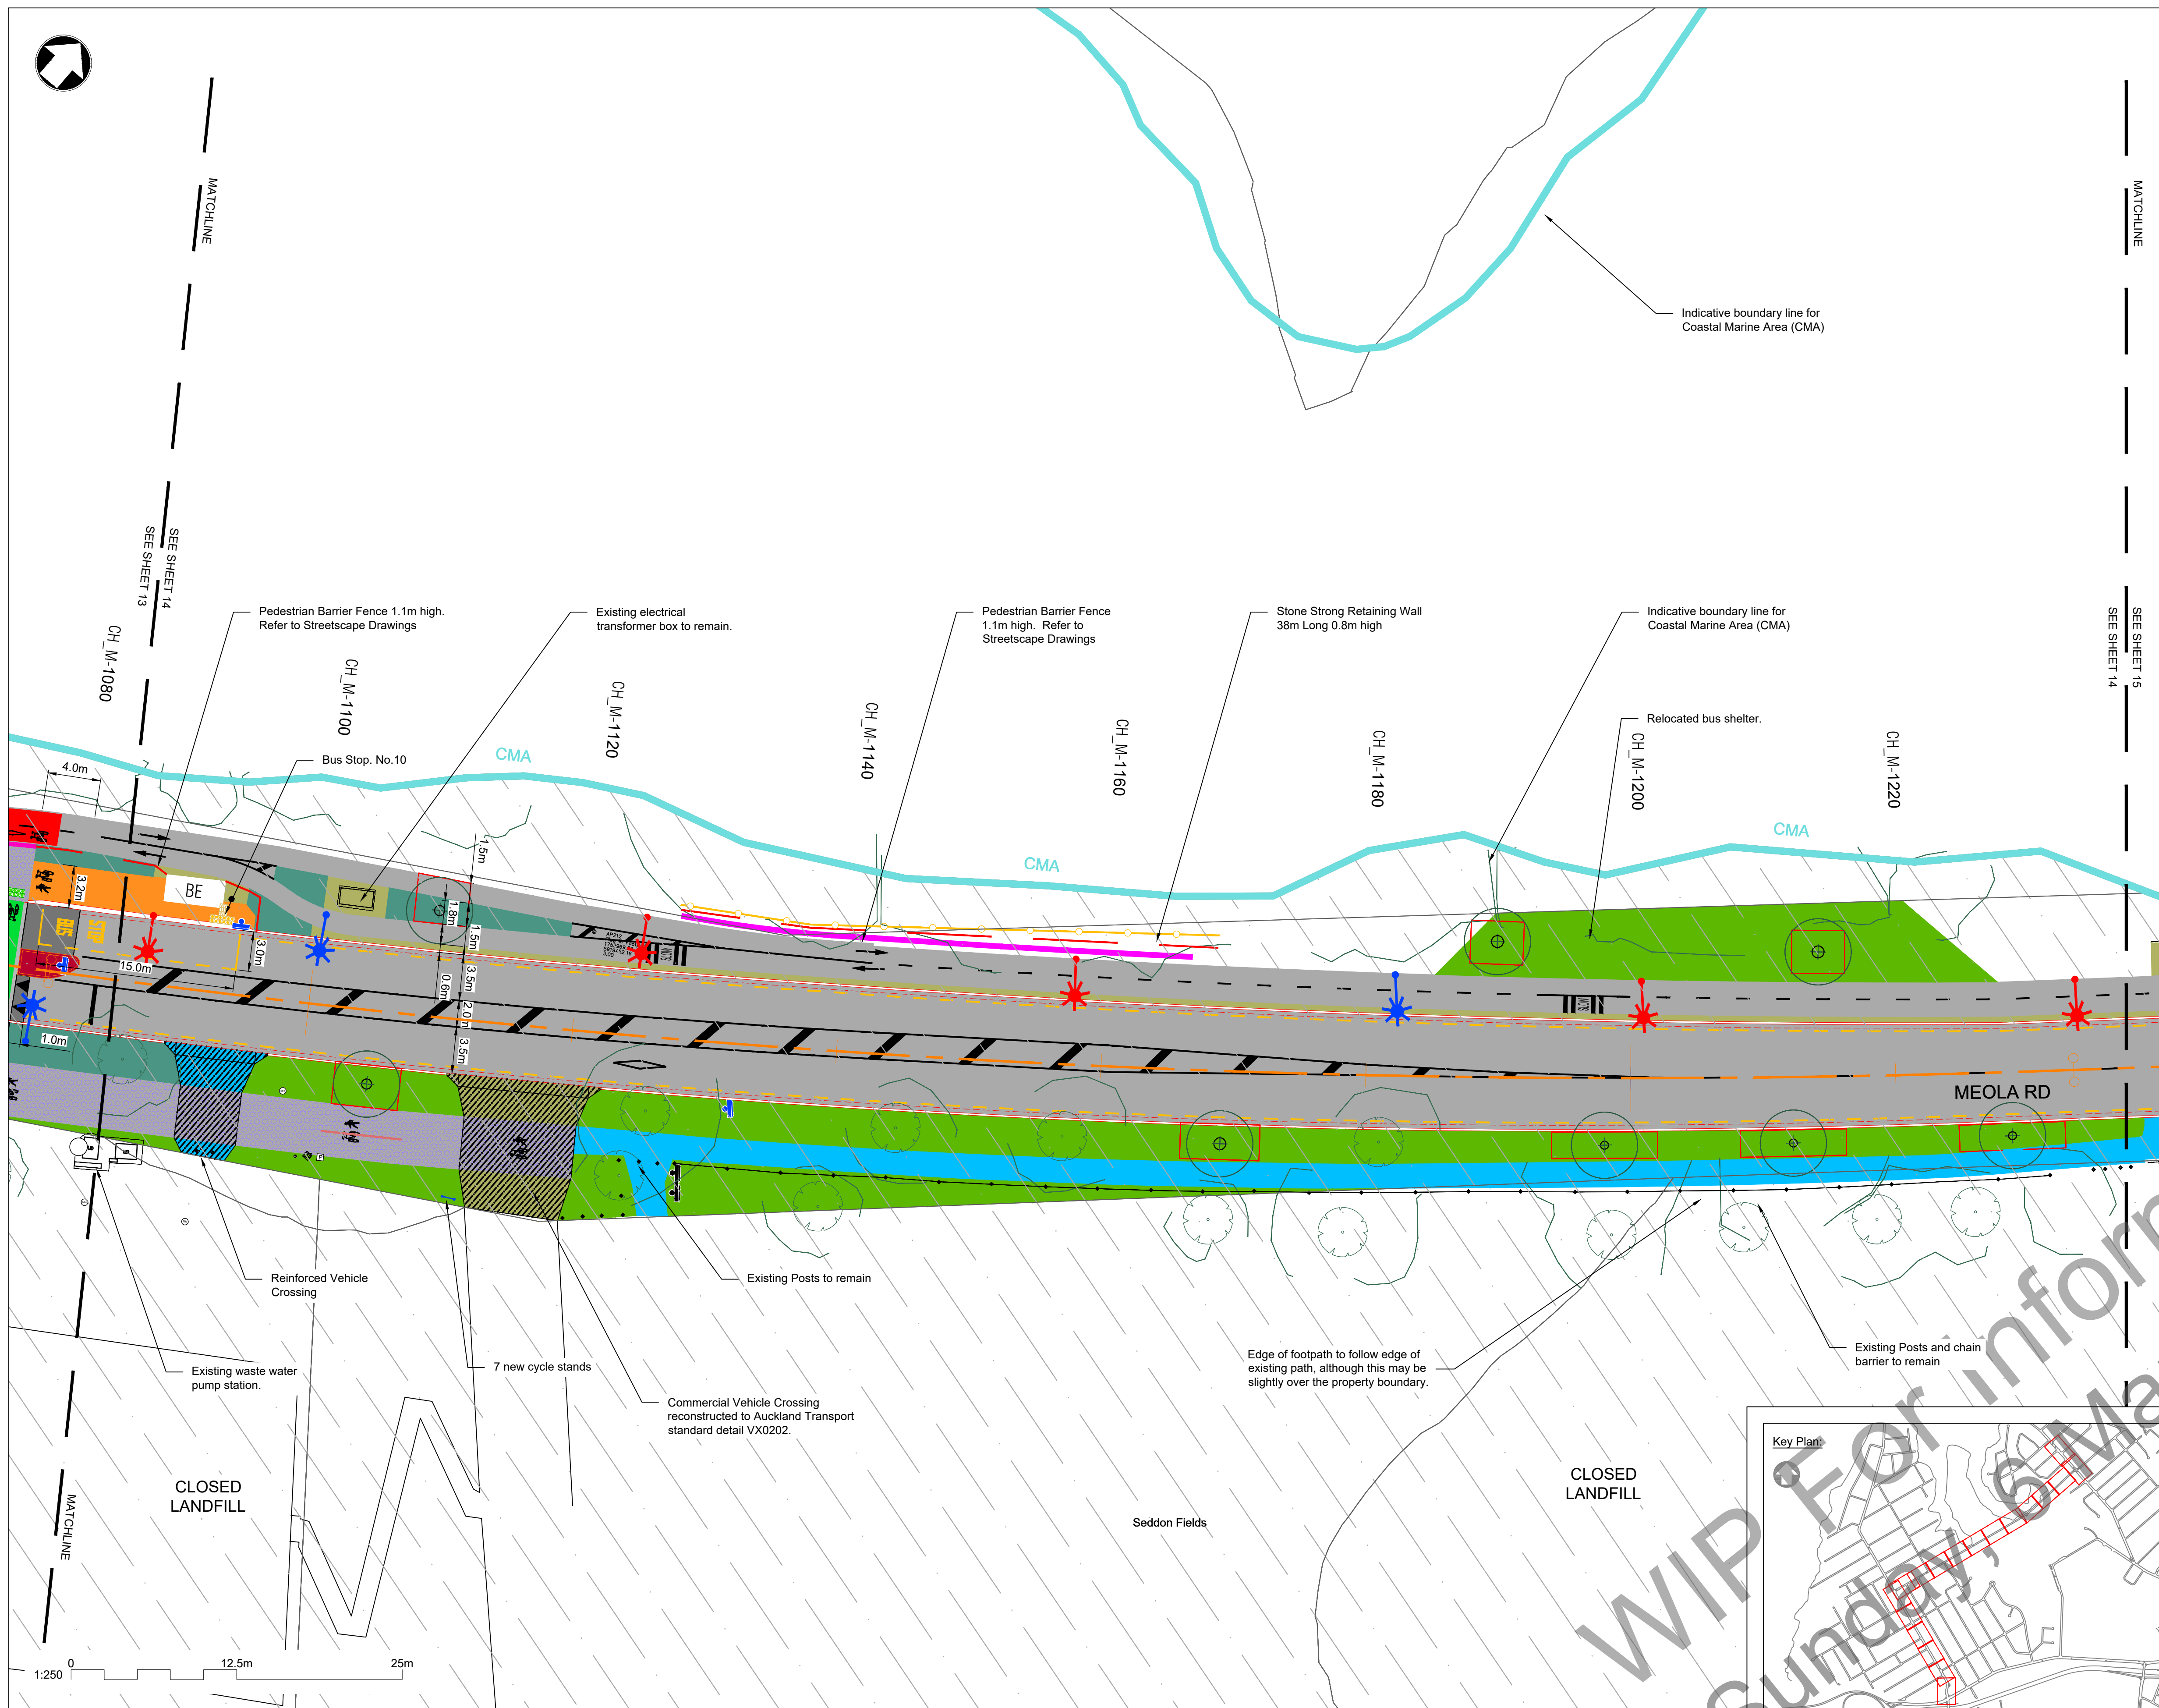 MATCHLINE
MATCHLINE
Indicative boundary line for
Coastal Marine Area (CMA)
SEE SHEET 13
SEE SHEET 14
SEE SHEET 14
SEE SHEET 15
Pedestrian Barrier Fence 1.1m high.
Refer to Streetscape Drawings
Existing electrical
transformer box to remain.
Pedestrian Barrier Fence
1.1m high. Refer to
Streetscape Drawings
Stone Strong Retaining Wall
38m Long 0.8m high
Indicative boundary line for
Coastal Marine Area (CMA)
Relocated bus shelter.
Bus Stop. No.10
CH_M-1080
CH_M-1100
CH_M-1120
CH_M-1140
CH_M-1160
CH_M-1180
CH_M-1200
CH_M-1220
CMA
CMA
CMA
4.0m
3.2m
BE
BUS
STOP
15.0m
3.0m
1.0m
1.5m
1.8m
1.5m
3.5m
0.6m
2.0m
3.5m
AP212
3.00
SLOW
SLOW
MEOLA RD
Reinforced Vehicle
Crossing
Existing Posts to remain
Existing waste water
pump station.
7 new cycle stands
Commercial Vehicle Crossing
reconstructed to Auckland Transport
standard detail VX0202.
Edge of footpath to follow edge of
existing path, although this may be
slightly over the property boundary.
Existing Posts and chain
barrier to remain
CLOSED
LANDFILL
CLOSED
LANDFILL
Seddon Fields
MATCHLINE
Key Plan:
WIP For Inform
Sunday, 6 Ma
1:250
0
12.5m
25m